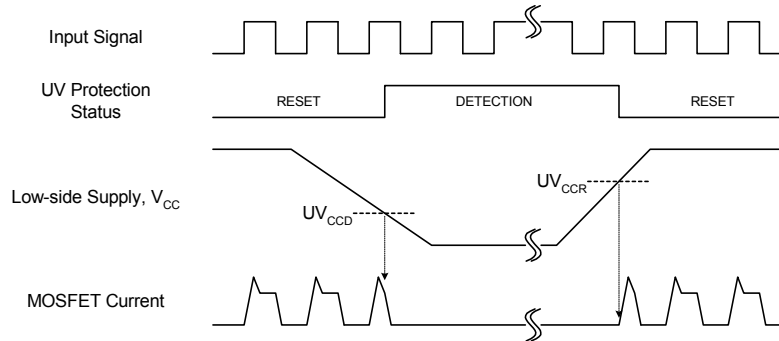 Input Signal
UV Protection
Status
RESET
DETECTION
RESET
Low-side Supply, VCC
UVCCD
UVCCR
MOSFET Current